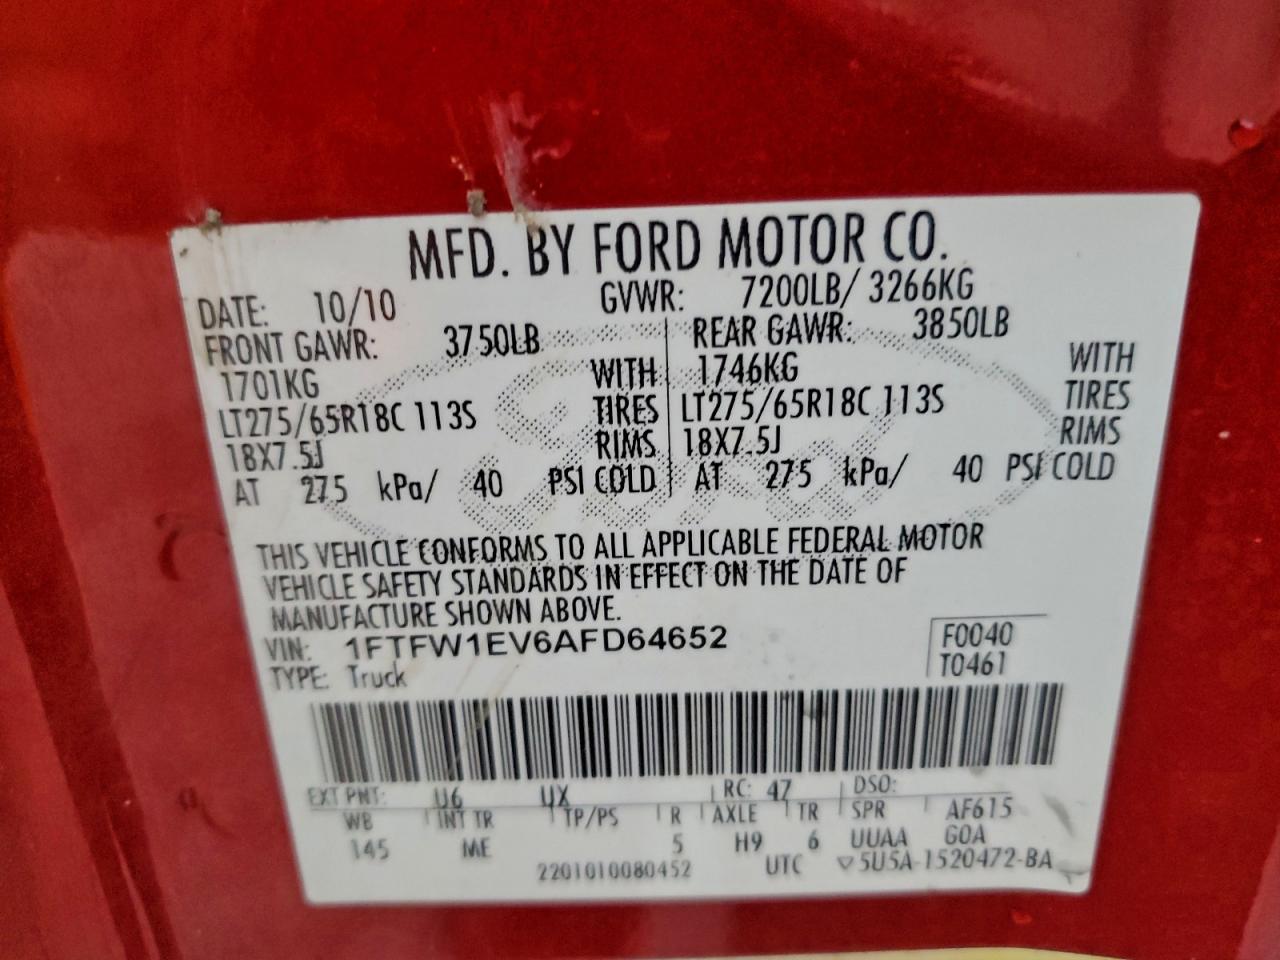 MFD. BY FORD MOTOR CO.
DATE: 10/10 GVWR: 7200LB/ 3266KG
FRONT GAWR: 3750LB REAR GAWR: 3850LB
1701KG WITH 1746KG WITH
LT275/65R18C 113S TIRES LT275/65R18C 113S TIRES
18X7.5J RIMS 18X7.5J RIMS
AT 275 kPa/ 40 PSI COLD AT 275 kPa/ 40 PSI COLD
THIS VEHICLE CONFORMS TO ALL APPLICABLE FEDERAL MOTOR
VEHICLE SAFETY STANDARDS IN EFFECT ON THE DATE OF
MANUFACTURE SHOWN ABOVE.
VIN: 1FTFW1EV6AFD64652 F0040
TYPE: Truck T0461
EXT PNT: U6 UX RC: 47 DSO:
WB INT TR TP/PS R AXLE TR SPR AF615
145 ME 5 H9 6 UUAA GOA
2201010080452 UTC ▽5U5A-1520472-BA